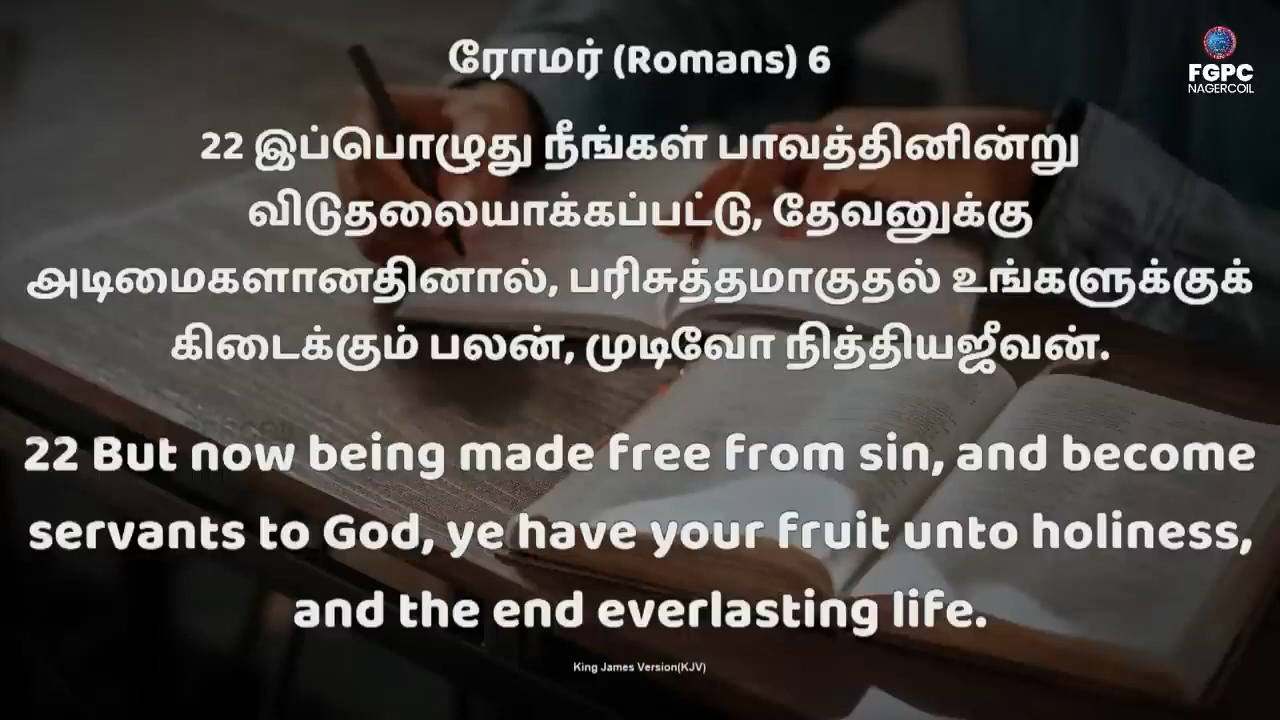 ரோமர் (Romans) 6
FGPC
NAGERCOIL
22 இப்பொழுது நீங்கள் பாவத்தினின்று
விடுதலையாக்கப்பட்டு, தேவனுக்கு
அடிமைகளானதினால், பரிசுத்தமாகுதல் உங்களுக்குக்
கிடைக்கும் பலன், முடிவோ நித்தியஜீவன்.
22 But now being made free from sin, and become
servants to God, ye have your fruit unto holiness,
and the end everlasting life.
King James Version(KJV)